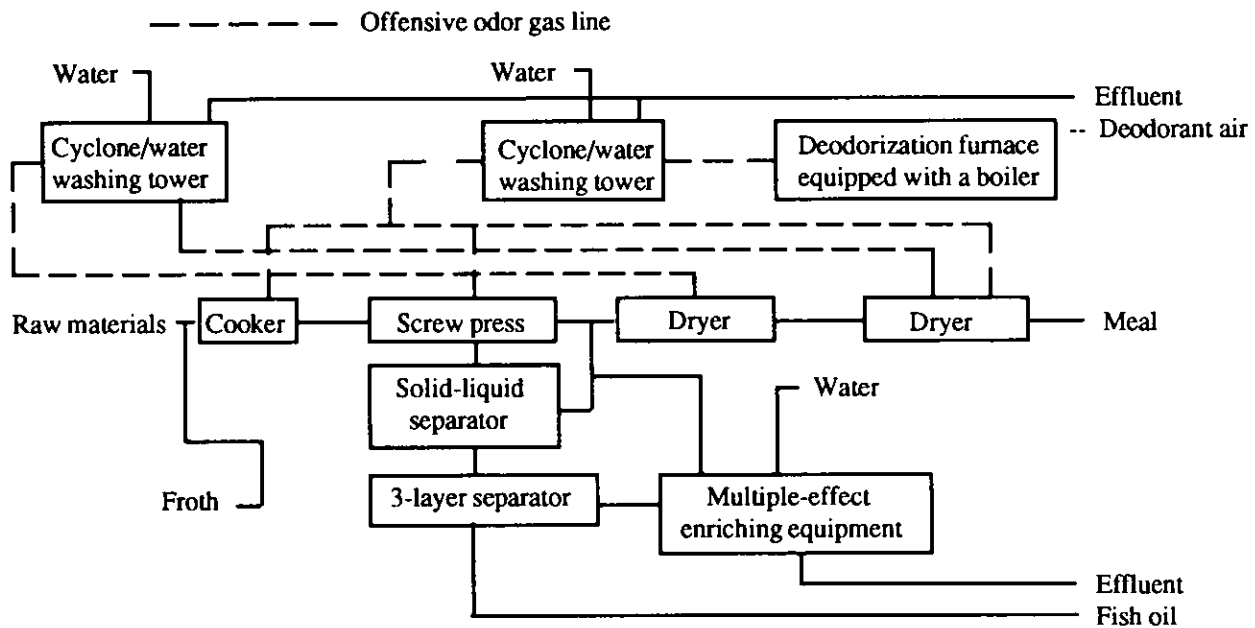 Offensive odor gas line
Water
Water
Effluent
Deodorant air
Cyclone/water
washing tower
Cyclone/water
washing tower
Deodorization furnace
equipped with a boiler
Raw materials
Cooker
Screw press
Dryer
Dryer
Meal
Solid-liquid
separator
Water
Froth
3-layer separator
Multiple-effect
enriching equipment
Effluent
Fish oil